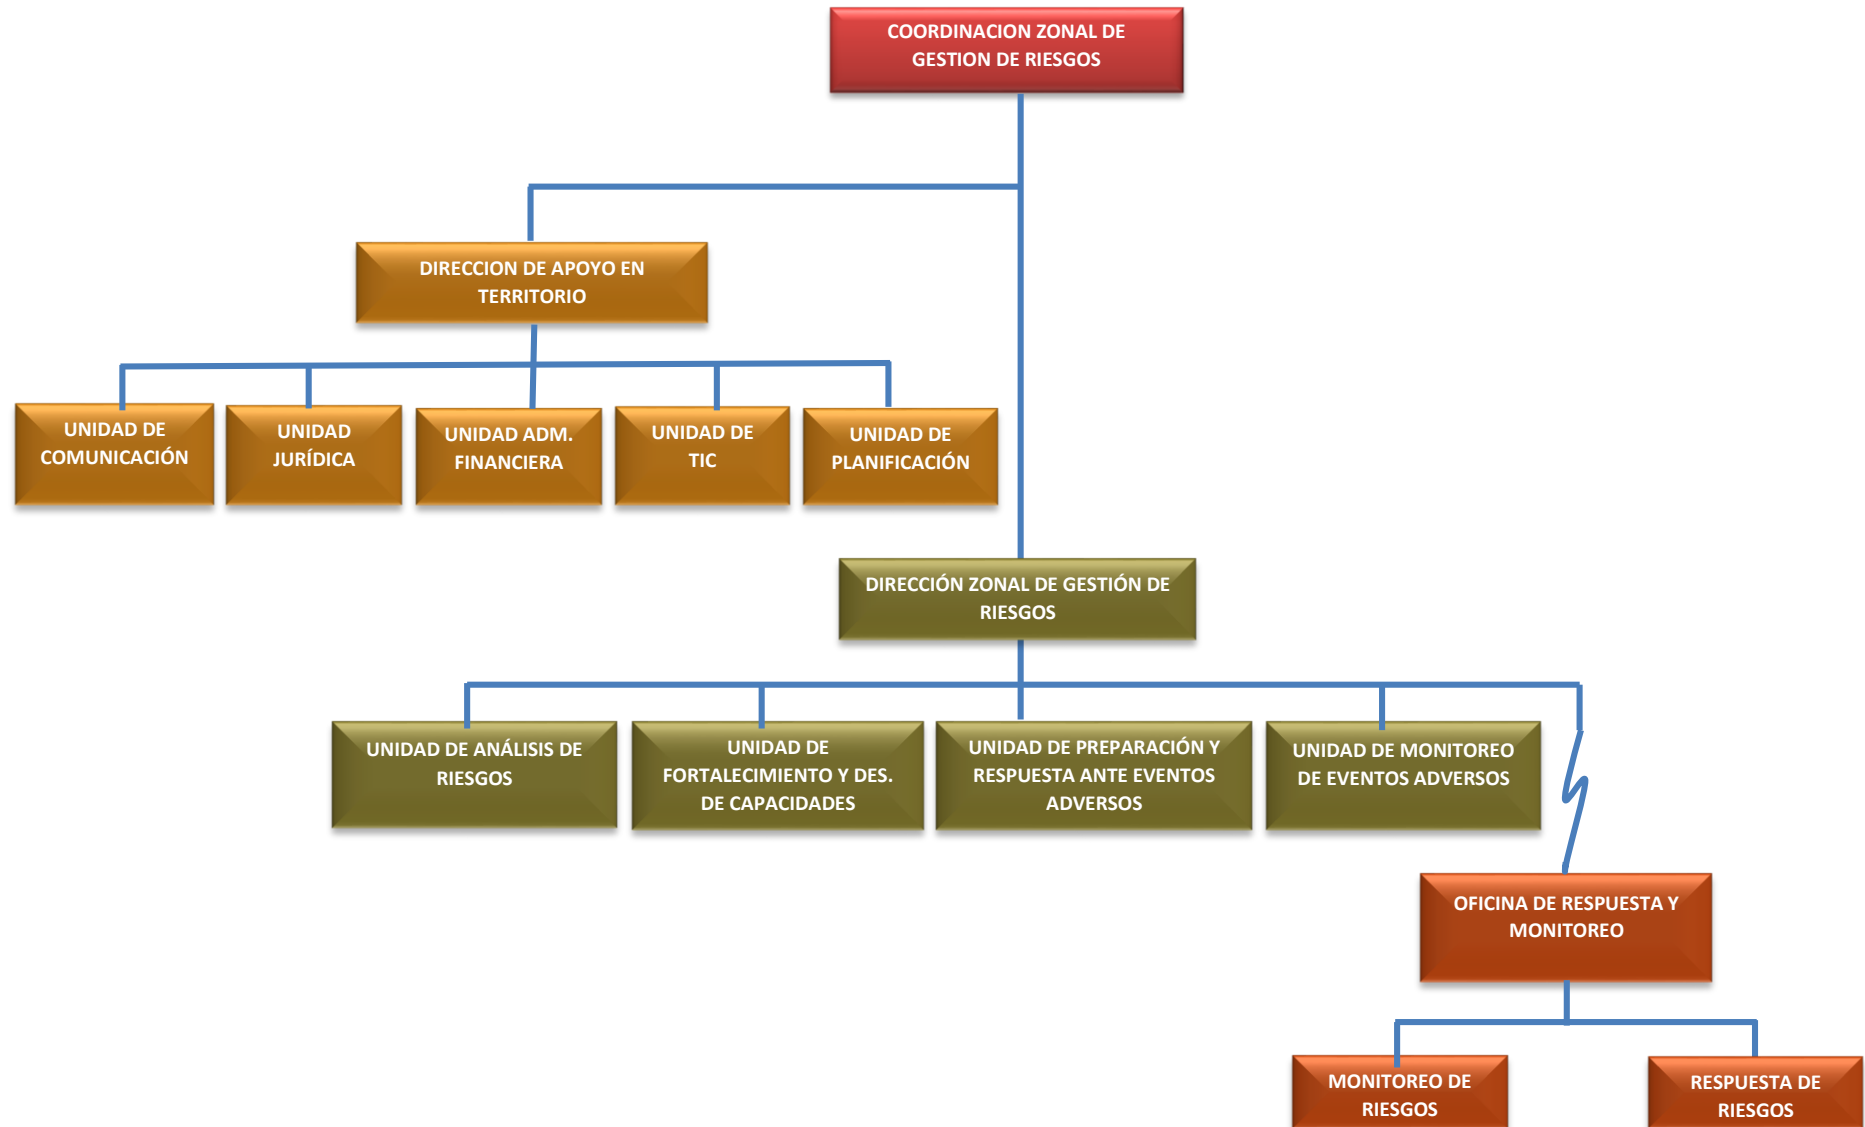 COORDINACION ZONAL DE
GESTION DE RIESGOS
DIRECCION DE APOYO EN
TERRITORIO
UNIDAD DE
COMUNICACIÓN
UNIDAD
JURÍDICA
UNIDAD ADM.
FINANCIERA
UNIDAD DE
TIC
UNIDAD DE
PLANIFICACIÓN
DIRECCIÓN ZONAL DE GESTIÓN DE
RIESGOS
UNIDAD DE ANÁLISIS DE
RIESGOS
UNIDAD DE
FORTALECIMIENTO Y DES.
DE CAPACIDADES
UNIDAD DE PREPARACIÓN Y
RESPUESTA ANTE EVENTOS
ADVERSOS
UNIDAD DE MONITOREO
DE EVENTOS ADVERSOS
OFICINA DE RESPUESTA Y
MONITOREO
MONITOREO DE
RIESGOS
RESPUESTA DE
RIESGOS